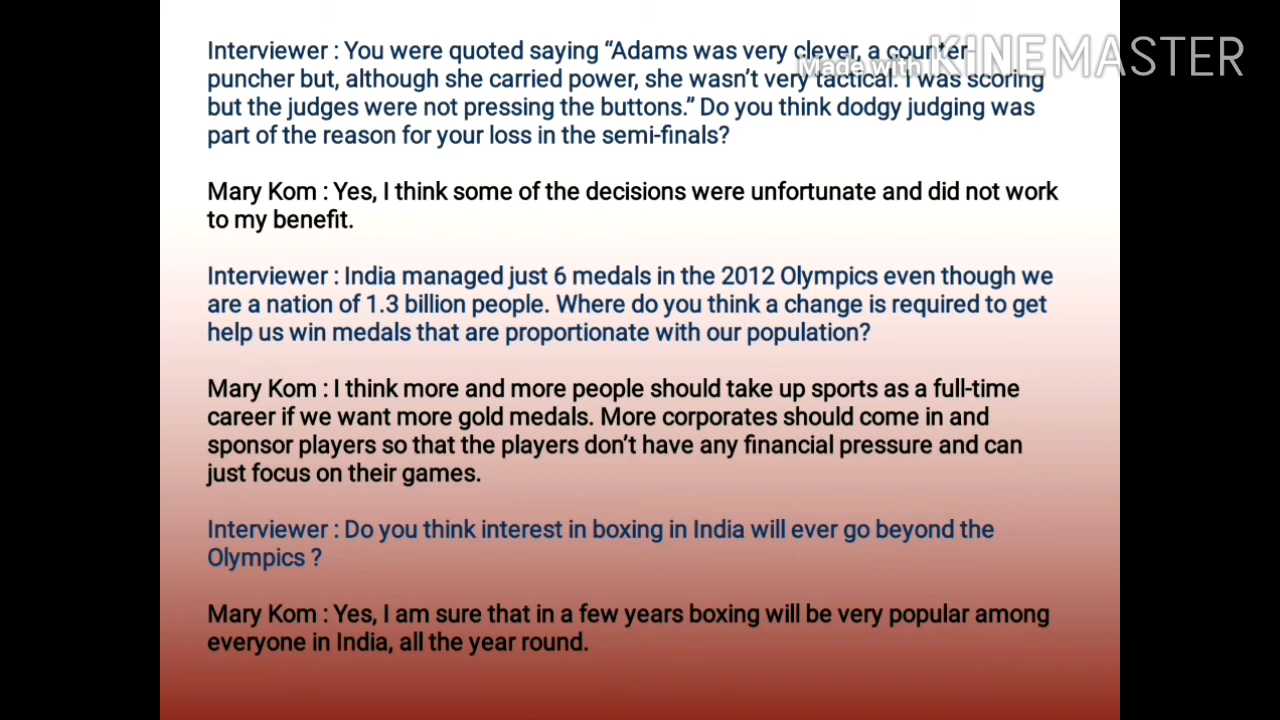 Interviewer : You were quoted saying “Adams was very clever, a counter-
puncher but, although she carried power, she wasn’t very tactical. I was scoring
but the judges were not pressing the buttons.” Do you think dodgy judging was
part of the reason for your loss in the semi-finals?
Made with KINEMASTER
Mary Kom : Yes, I think some of the decisions were unfortunate and did not work
to my benefit.
Interviewer : India managed just 6 medals in the 2012 Olympics even though we
are a nation of 1.3 billion people. Where do you think a change is required to get
help us win medals that are proportionate with our population?
Mary Kom : I think more and more people should take up sports as a full-time
career if we want more gold medals. More corporates should come in and
sponsor players so that the players don’t have any financial pressure and can
just focus on their games.
Interviewer : Do you think interest in boxing in India will ever go beyond the
Olympics ?
Mary Kom : Yes, I am sure that in a few years boxing will be very popular among
everyone in India, all the year round.